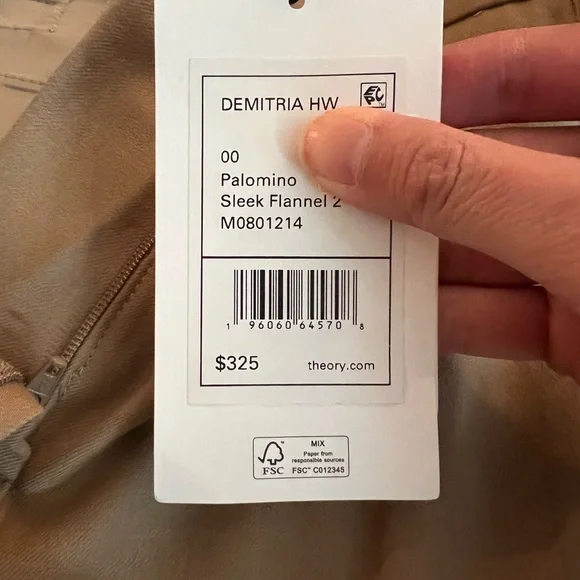 DEMITRIA HW
00
Palomino
Sleek Flannel 2
M0801214
1 96060 64570 8
$325 theory.com
FSC
MIX
Paper from
responsible sources
FSC™ C012345